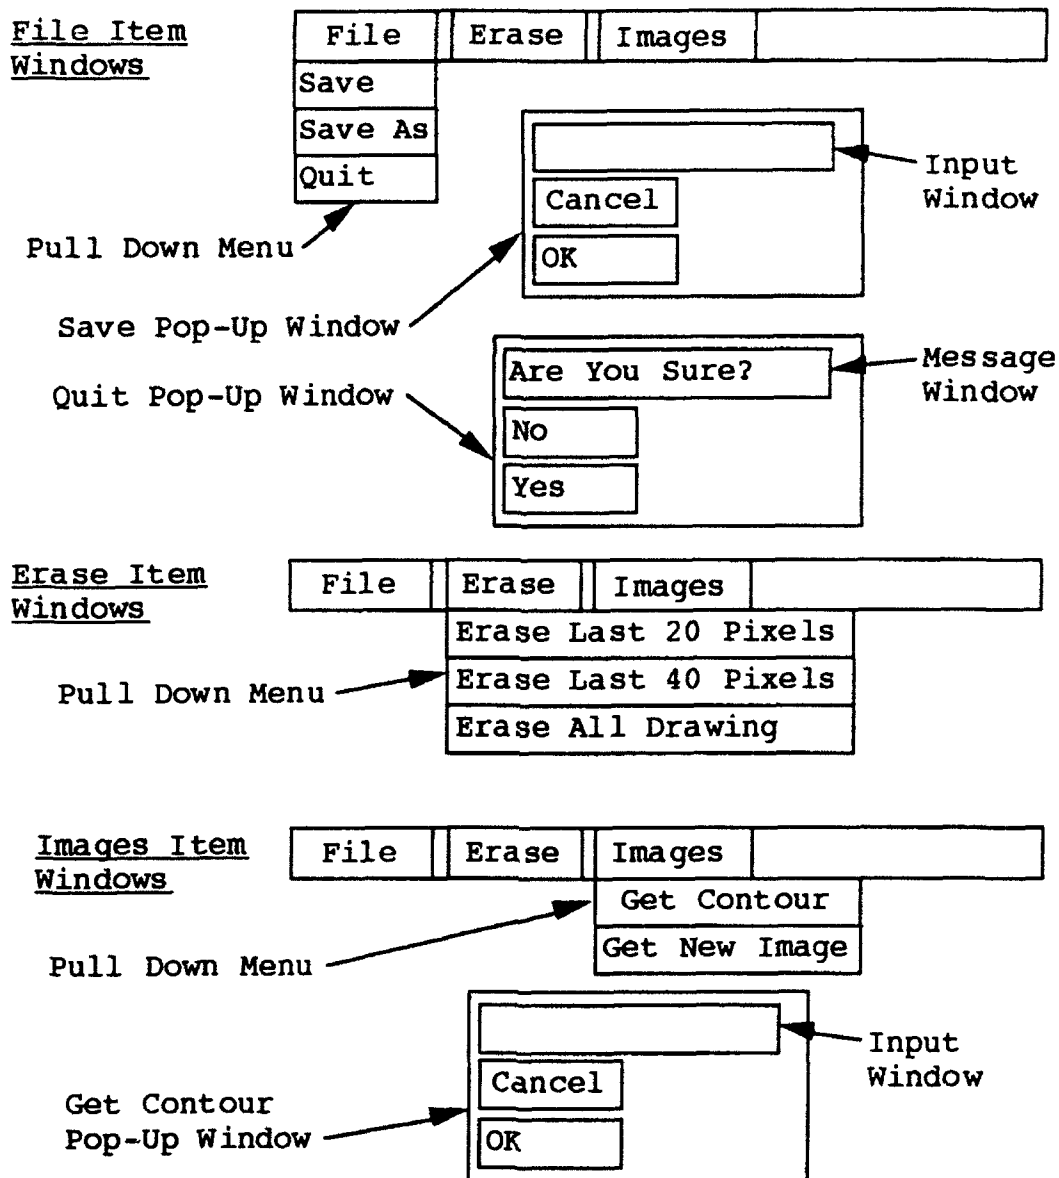 File Item
Windows
File Erase Images
Save
Save As
Quit
Pull Down Menu
Input
Window
Cancel
OK
Save Pop-Up Window
Are You Sure?
Message
Window
Quit Pop-Up Window
No
Yes
Erase Item
Windows
File Erase Images
Erase Last 20 Pixels
Erase Last 40 Pixels
Erase All Drawing
Pull Down Menu
Images Item
Windows
File Erase Images
Get Contour
Get New Image
Pull Down Menu
Input
Window
Cancel
OK
Get Contour
Pop-Up Window